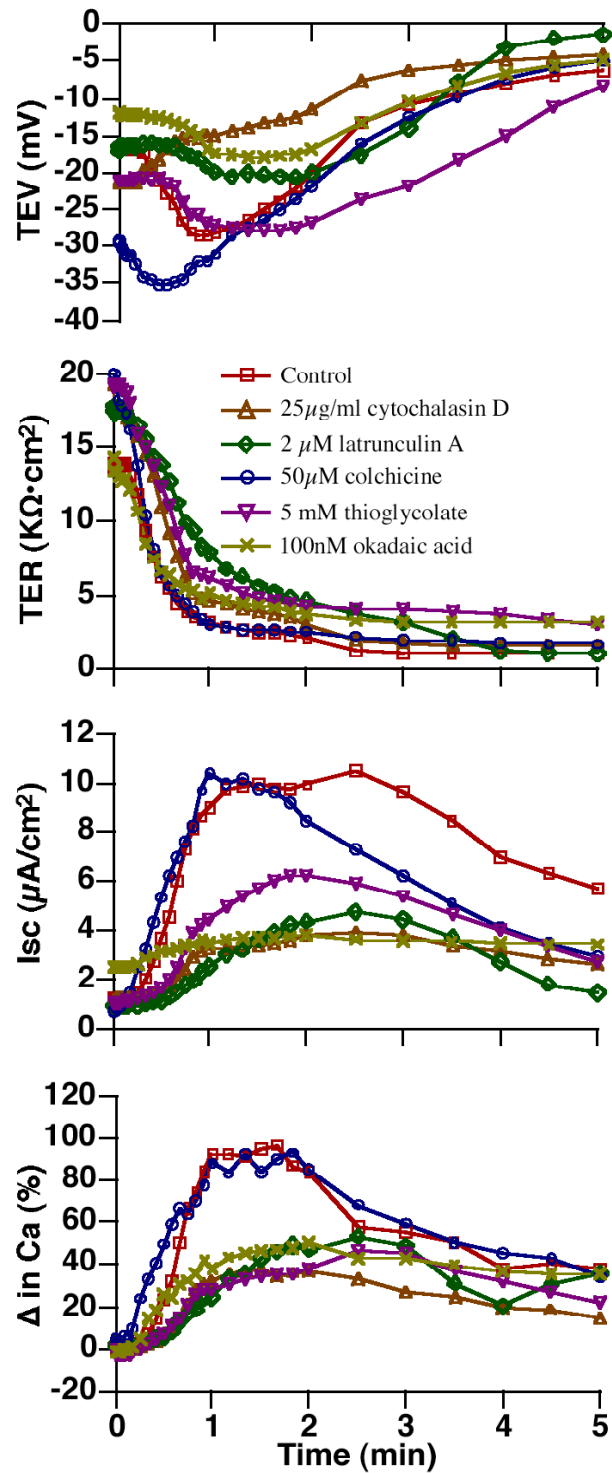 TEV (mV)
0
-5
-10
-15
-20
-25
-30
-35
-40
TER (KΩ•cm²)
20
15
10
5
0
Control
25µg/ml cytochalasin D
2 µM latrunculin A
50µM colchicine
5 mM thioglycolate
100nM okadaic acid
Isc (µA/cm²)
12
10
8
6
4
2
0
Δ in Ca (%)
120
100
80
60
40
20
0
-20
0 1 2 3 4 5
Time (min)